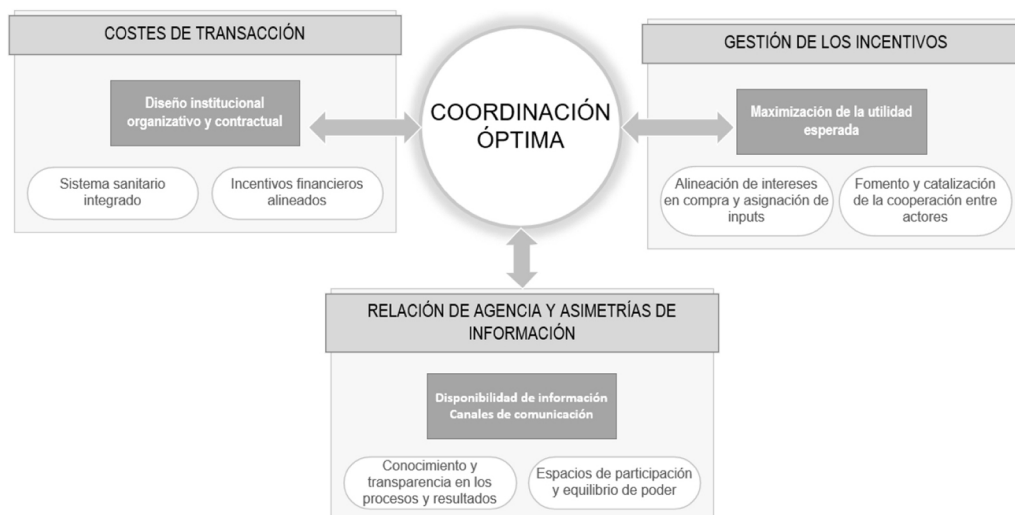 COSTES DE TRANSACCIÓN
Diseño institucional
organizativo y contractual
Sistema sanitario
integrado
Incentivos financieros
alineados
COORDINACIÓN
ÓPTIMA
GESTIÓN DE LOS INCENTIVOS
Maximización de la utilidad
esperada
Alineación de intereses
en compra y asignación de
inputs
Fomento y catalización
de la cooperación entre
actores
RELACIÓN DE AGENCIA Y ASIMETRÍAS DE
INFORMACIÓN
Disponibilidad de información
Canales de comunicación
Conocimiento y
transparencia en los
procesos y resultados
Espacios de participación
y equilibrio de poder